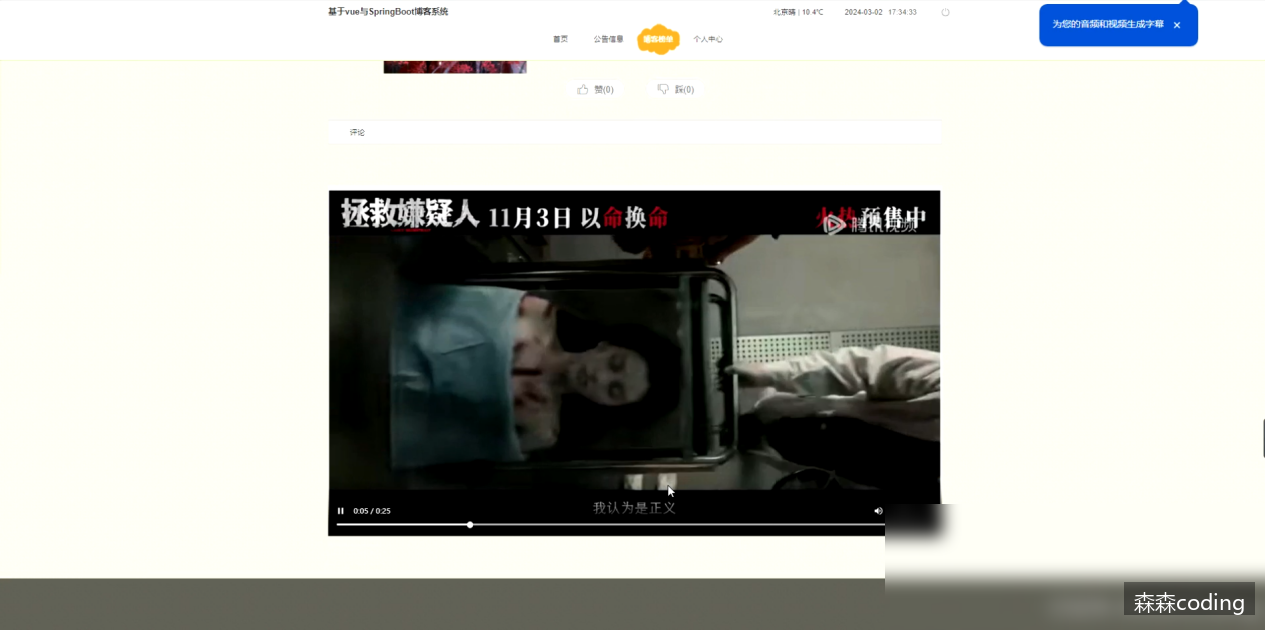 基于vue与SpringBoot博客系统
北京晴 | 10.4℃ 2024-03-02 17:34:33
为您的音频和视频生成字幕 ×
首页 公告信息 个人中心
赞(0) 踩(0)
评论
拯救嫌疑人 11月3日 以命换命 火热预售中
腾讯视频
我认为是正义
0:05 / 0:25
森森coding